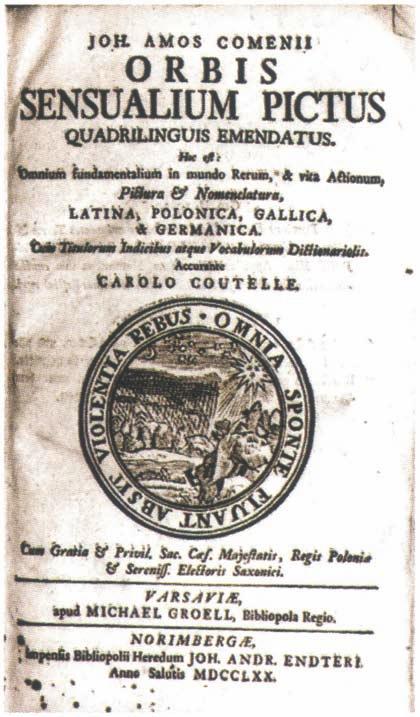 JOH. AMOS COMENII
ORBIS
SENSUALIUM PICTUS
QUADRILINGUIS EMENDATUS.
Hoc est:
Omnium fundamentalium in mundo Rerum, & vita Actionum,
Pictura & Nomenclatura,
LATINA, POLONICA, GALLICA,
& GERMANICA.
Cum Titulorum Indicibus atque Vocabulorum Dictionariolis.
Accurante
CAROLO COUTELLE.
OMNIA SPONTE FLUANT ABSIT VIOLENTIA REBUS ·
Cum Gratia & Privil. Sac. Cæs. Majestatis, Regis Poloniæ
& Sereniss. Electoris Saxonici.
VARSAVIÆ,
apud MICHAEL GROELL, Bibliopola Regio.
NORIMBERGÆ,
Impensis Bibliopolii Heredum JOH. ANDR. ENDTERI.
Anno Salutis MDCCLXX.